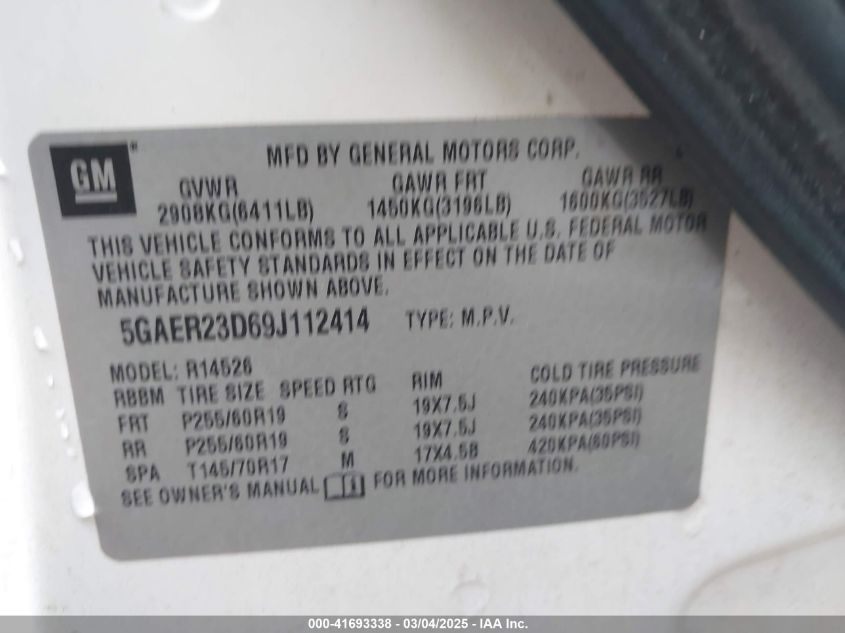 MFD BY GENERAL MOTORS CORP.
GM
GVWR GAWR FRT GAWR RR
2908KG(6411LB) 1450KG(3196LB) 1600KG(3527LB)
THIS VEHICLE CONFORMS TO ALL APPLICABLE U.S. FEDERAL MOTOR
VEHICLE SAFETY STANDARDS IN EFFECT ON THE DATE OF
MANUFACTURE SHOWN ABOVE.
5GAER23D69J112414 TYPE: M.P.V.
MODEL: R14526
RBBM TIRE SIZE SPEED RTG RIM COLD TIRE PRESSURE
FRT P255/60R19 S 19X7.5J 240KPA(35PSI)
RR P255/60R19 S 19X7.5J 240KPA(35PSI)
SPA T145/70R17 M 17X4.5B 420KPA(60PSI)
SEE OWNER'S MANUAL FOR MORE INFORMATION.
000-41693338 - 03/04/2025 - IAA Inc.